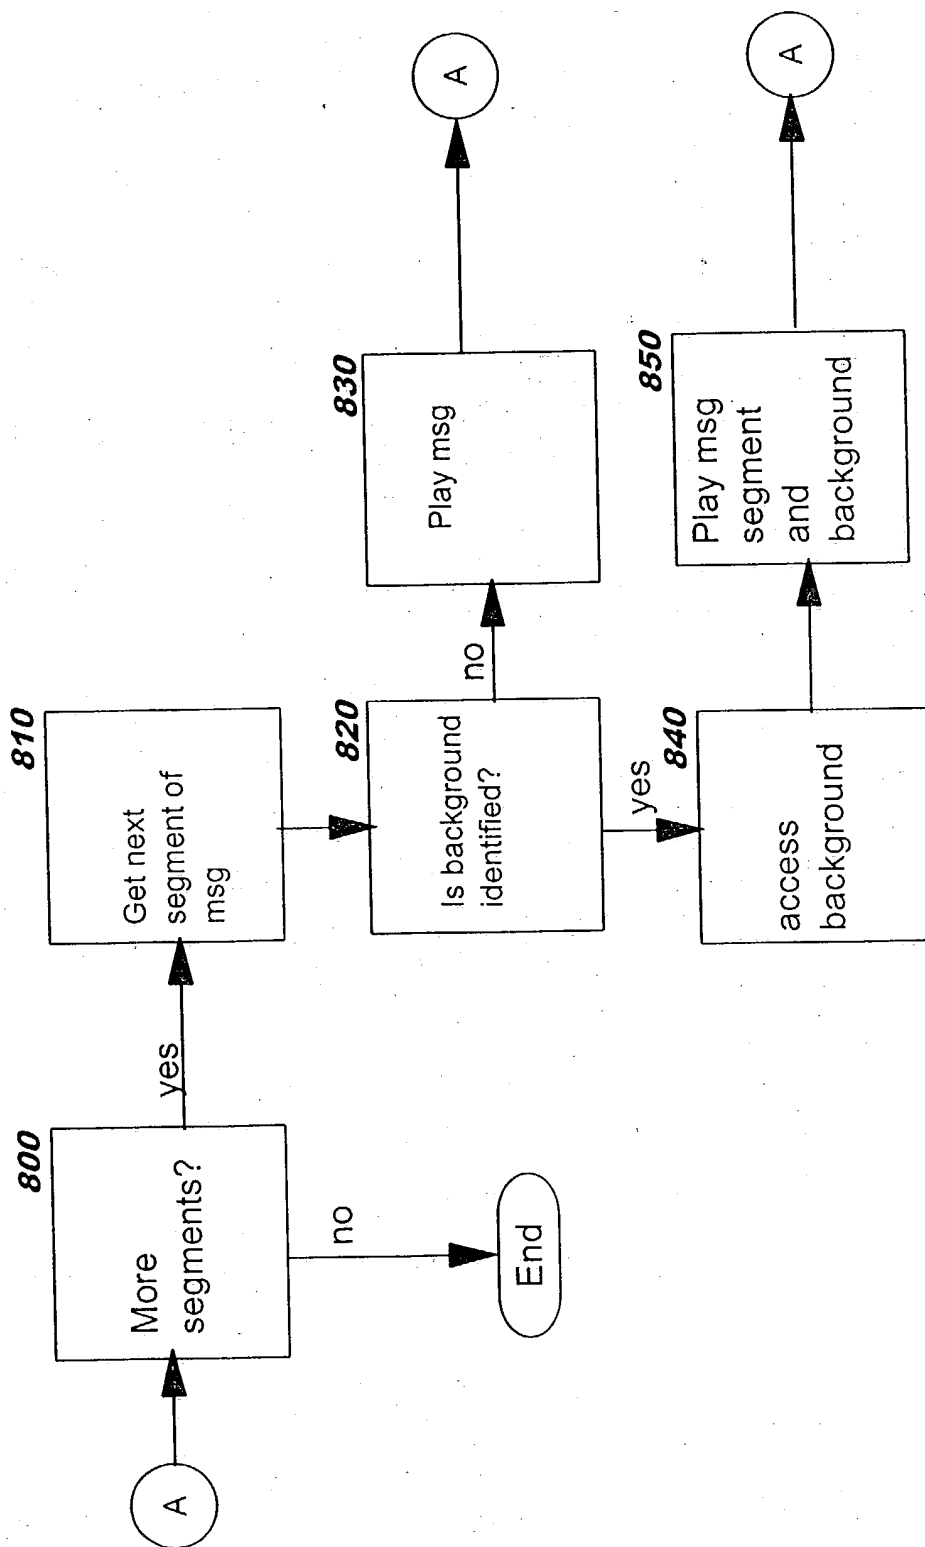 A
800
More
segments?
yes
no
End
810
Get next
segment of
msg
820
Is background
identified?
no
yes
830
Play msg
A
840
access
background
850
Play msg
segment
and
background
A